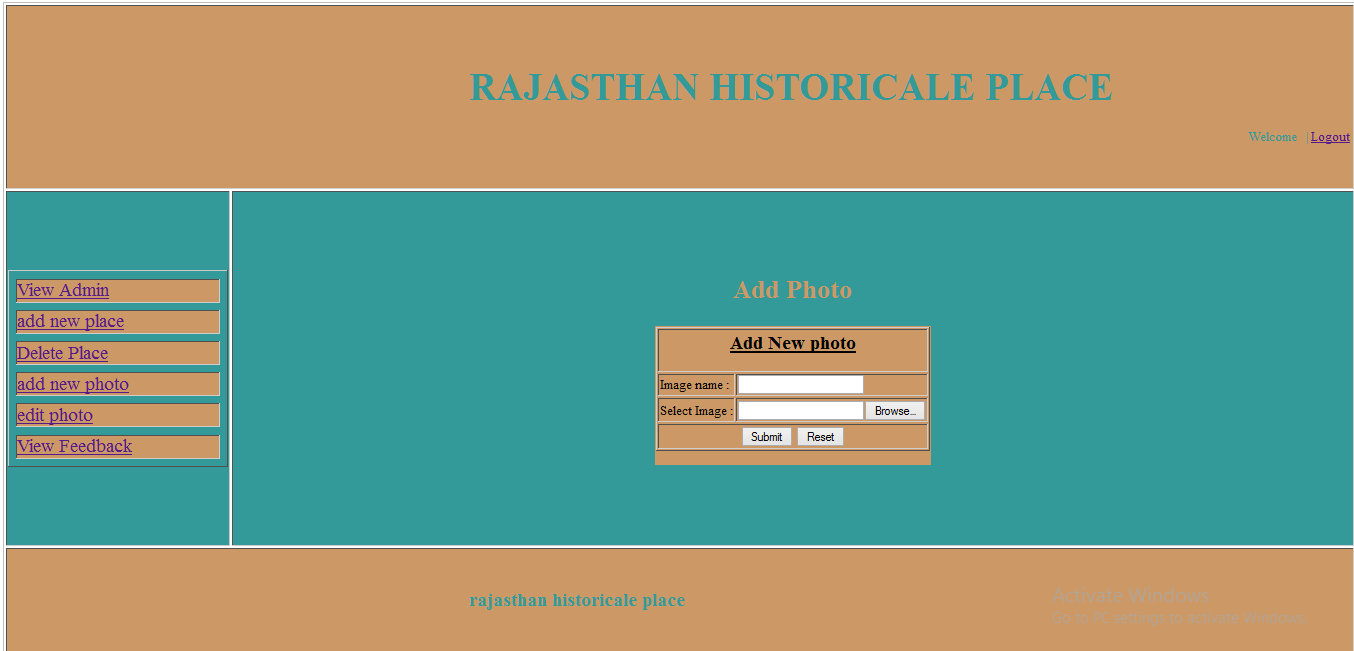 RAJASTHAN HISTORICALE PLACE
Welcome | Logout
View Admin
add new place
Delete Place
add new photo
edit photo
View Feedback
Add Photo
Add New photo
Image name :
Select Image : Browse...
Submit Reset
rajasthan historicale place
Activate Windows
Go to PC settings to activate Windows.